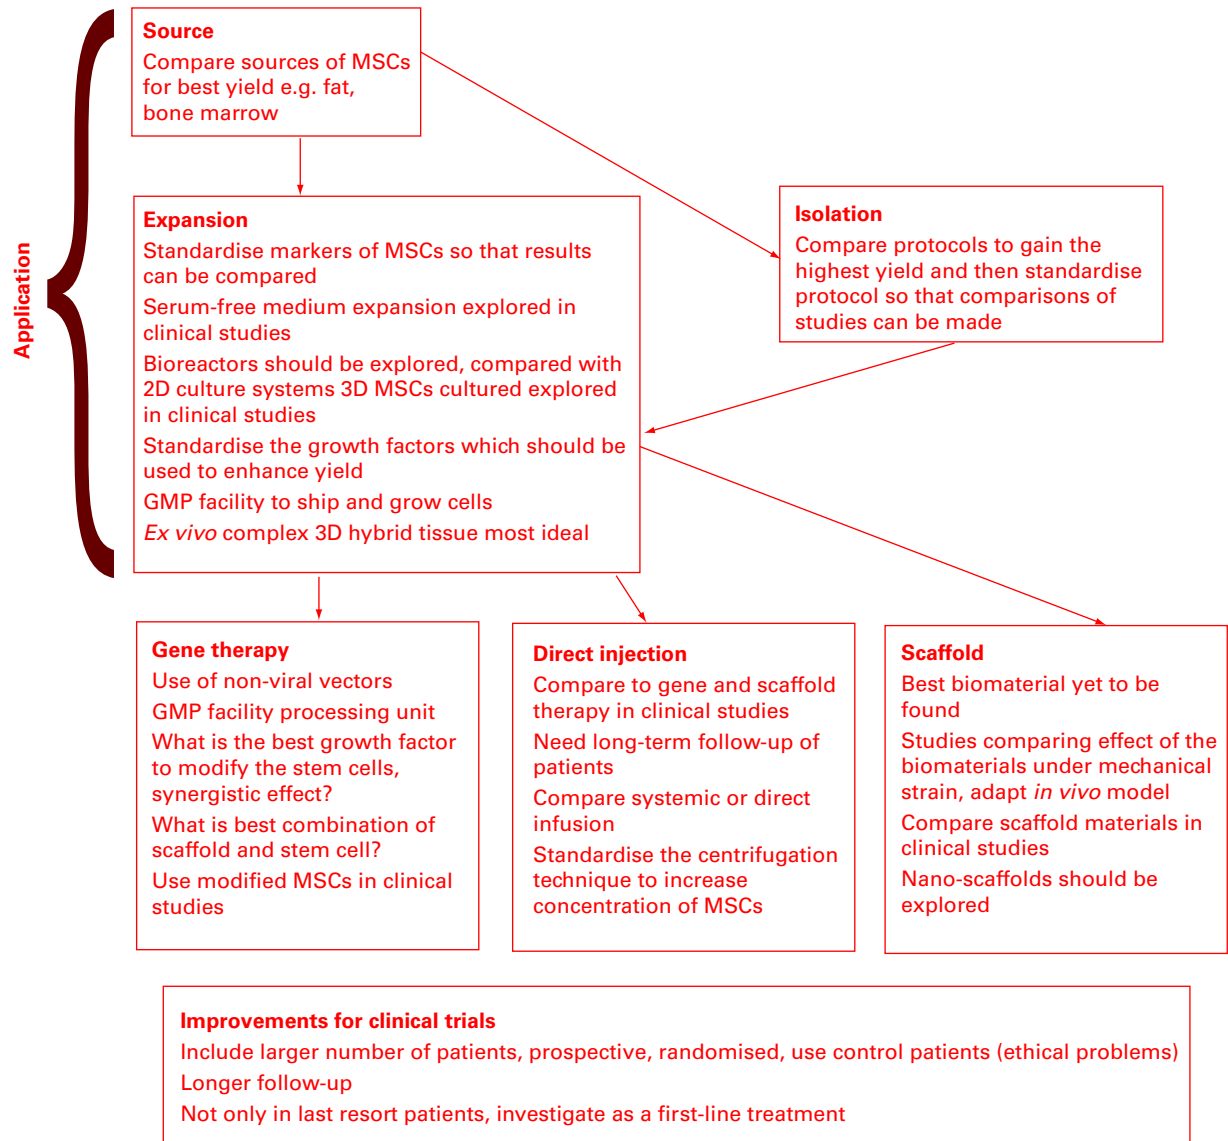 Application
Source
Compare sources of MSCs
for best yield e.g. fat,
bone marrow
Expansion
Standardise markers of MSCs so that results
can be compared
Serum-free medium expansion explored in
clinical studies
Bioreactors should be explored, compared with
2D culture systems 3D MSCs cultured explored
in clinical studies
Standardise the growth factors which should be
used to enhance yield
GMP facility to ship and grow cells
Ex vivo complex 3D hybrid tissue most ideal
Isolation
Compare protocols to gain the
highest yield and then standardise
protocol so that comparisons of
studies can be made
Gene therapy
Use of non-viral vectors
GMP facility processing unit
What is the best growth factor
to modify the stem cells,
synergistic effect?
What is best combination of
scaffold and stem cell?
Use modified MSCs in clinical
studies
Direct injection
Compare to gene and scaffold
therapy in clinical studies
Need long-term follow-up of
patients
Compare systemic or direct
infusion
Standardise the centrifugation
technique to increase
concentration of MSCs
Scaffold
Best biomaterial yet to be
found
Studies comparing effect of the
biomaterials under mechanical
strain, adapt in vivo model
Compare scaffold materials in
clinical studies
Nano-scaffolds should be
explored
Improvements for clinical trials
Include larger number of patients, prospective, randomised, use control patients (ethical problems)
Longer follow-up
Not only in last resort patients, investigate as a first-line treatment